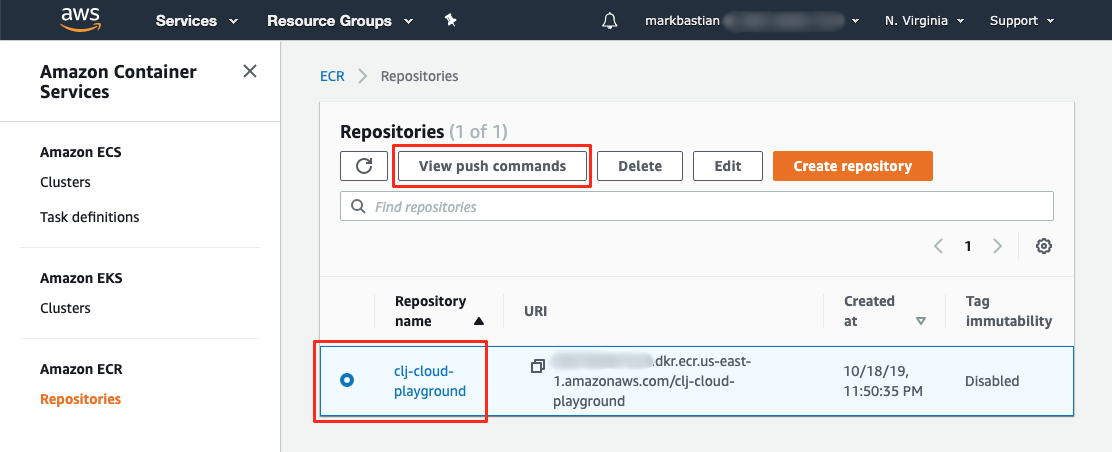 aws
Services
Resource Groups
markbastian
N. Virginia
Support
Amazon Container
Services
Amazon ECS
Clusters
Task definitions
Amazon EKS
Clusters
Amazon ECR
Repositories
ECR
Repositories
Repositories (1 of 1)
View push commands
Delete
Edit
Create repository
Find repositories
1
Repository
name
URI
Created
at
Tag
immutability
clj-cloud-
playground
.dkr.ecr.us-east-
1.amazonaws.com/clj-cloud-
playground
10/18/19,
11:50:35 PM
Disabled